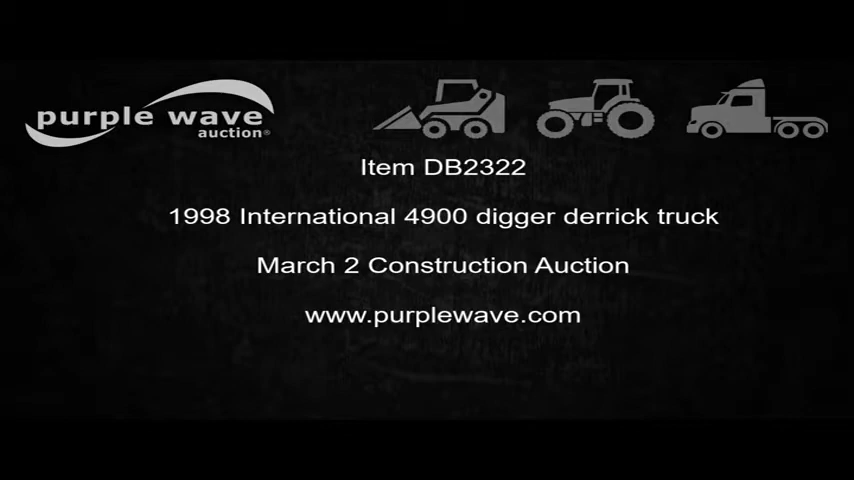 purple wave
auction®
Item DB2322
1998 International 4900 digger derrick truck
March 2 Construction Auction
www.purplewave.com